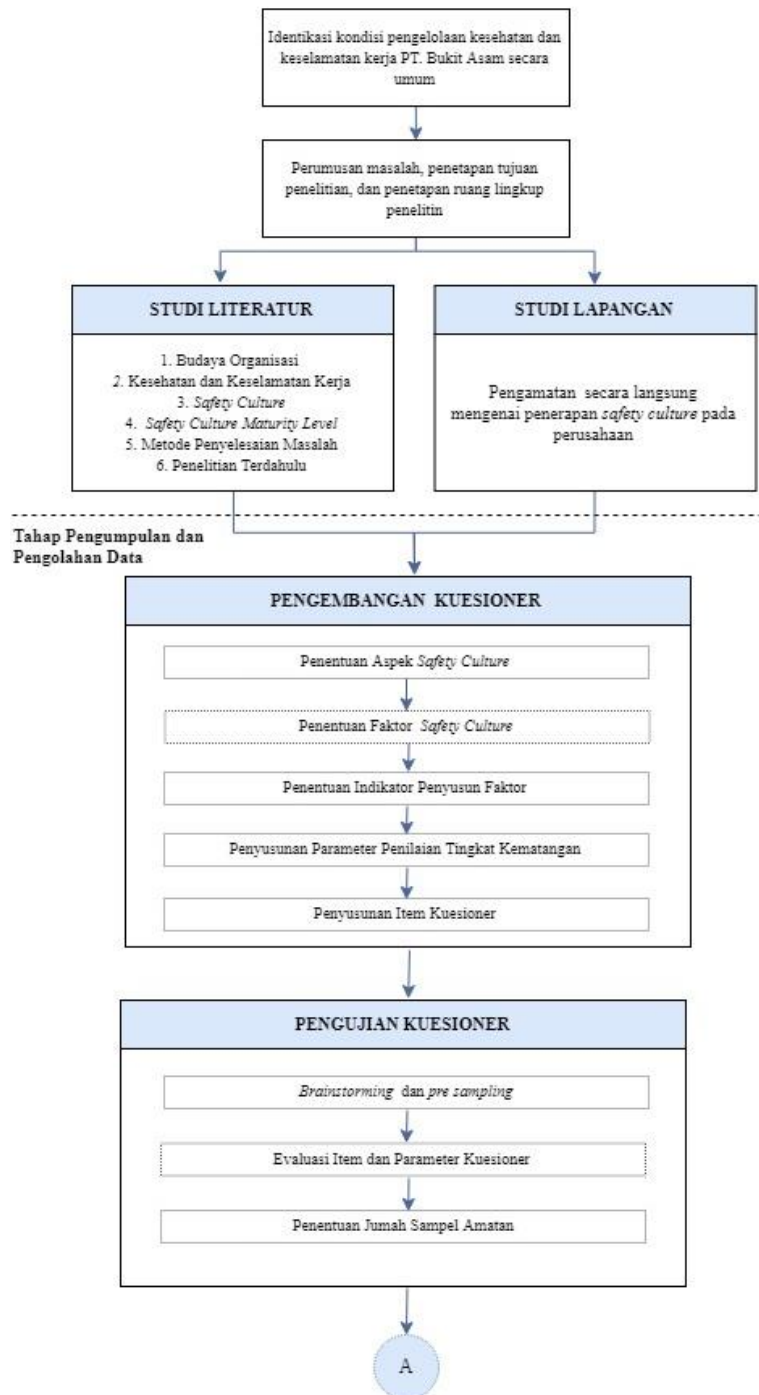 Identikasi kondisi pengelolaan kesehatan dan
keselamatan kerja PT. Bukit Asam secara
umum
Perumusan masalah, penetapan tujuan
penelitian, dan penetapan ruang lingkup
penelitin
STUDI LITERATUR
1. Budaya Organisasi
2. Kesehatan dan Keselamatan Kerja
3. Safety Culture
4. Safety Culture Maturity Level
5. Metode Penyelesaian Masalah
6. Penelitian Terdahulu
STUDI LAPANGAN
Pengamatan secara langsung
mengenai penerapan safety culture pada
perusahaan
Tahap Pengumpulan dan
Pengolahan Data
PENGEMBANGAN KUESIONER
Penentuan Aspek Safety Culture
Penentuan Faktor Safety Culture
Penentuan Indikator Penyusun Faktor
Penyusunan Parameter Penilaian Tingkat Kematangan
Penyusunan Item Kuesioner
PENGUJIAN KUESIONER
Brainstorming dan pre sampling
Evaluasi Item dan Parameter Kuesioner
Penentuan Jumah Sampel Amatan
A